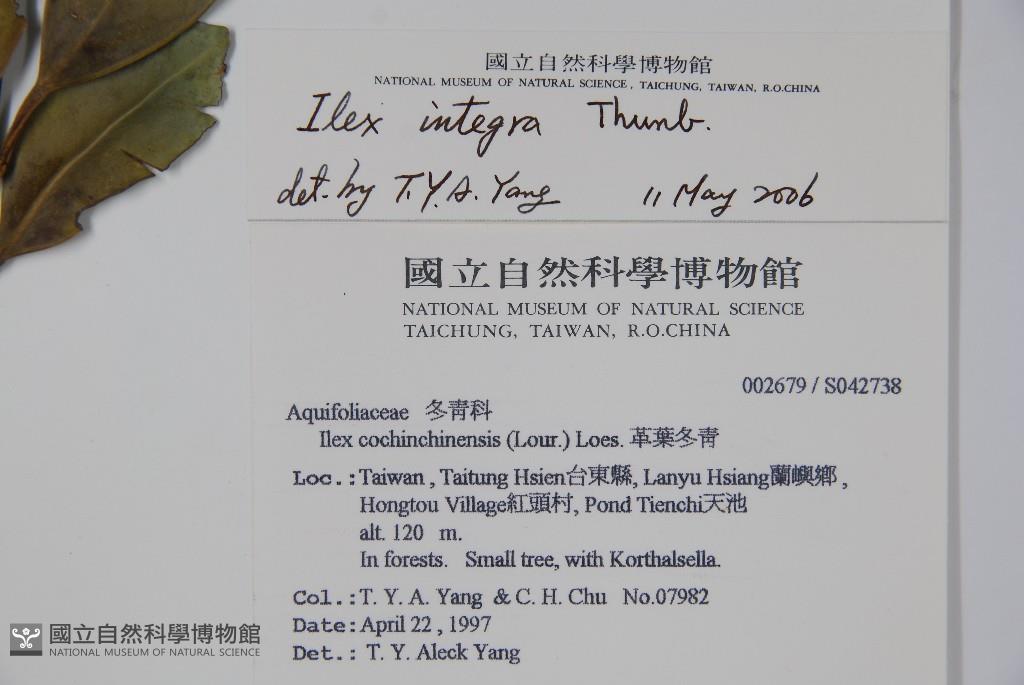 國立自然科學博物館
NATIONAL MUSEUM OF NATURAL SCIENCE, TAICHUNG, TAIWAN, R.O.CHINA
Ilex integra Thunb.
det. by T.Y.A. Yang 11 May 2006
國立自然科學博物館
NATIONAL MUSEUM OF NATURAL SCIENCE
TAICHUNG, TAIWAN, R.O.CHINA
002679 / S042738
Aquifoliaceae 冬靑科
Ilex cochinchinensis (Lour.) Loes. 革葉冬靑
Loc.:Taiwan , Taitung Hsien台東縣, Lanyu Hsiang蘭嶼鄉 ,
Hongtou Village紅頭村, Pond Tienchi天池
alt. 120 m.
In forests. Small tree, with Korthalsella.
Col.:T. Y. A. Yang & C. H. Chu No.07982
Date:April 22 , 1997
Det.: T. Y. Aleck Yang
國立自然科學博物館
NATIONAL MUSEUM OF NATURAL SCIENCE